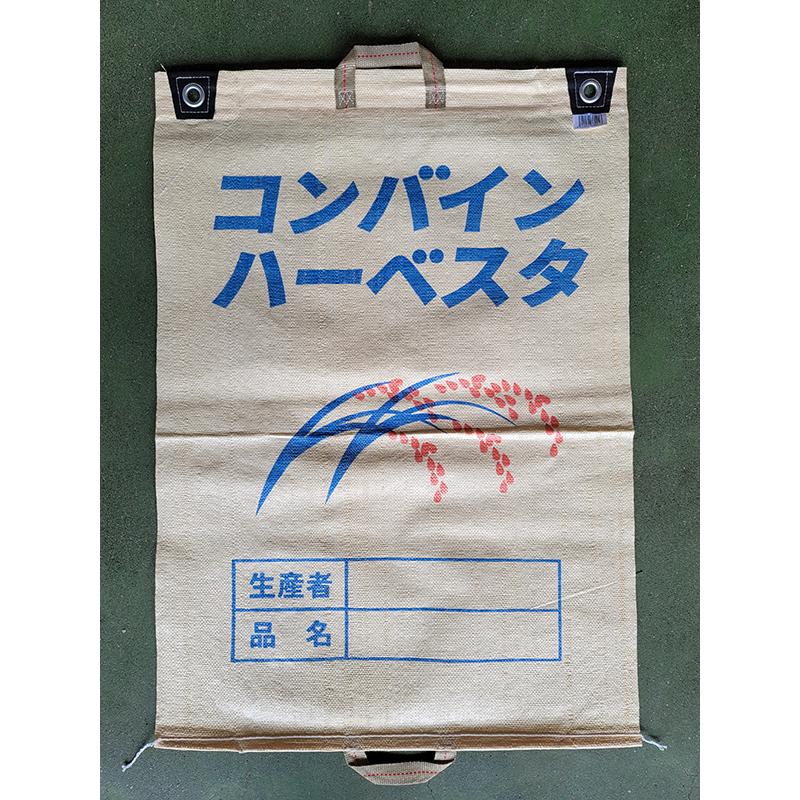 コンバイン
ハーベスタ
生産者
品 名